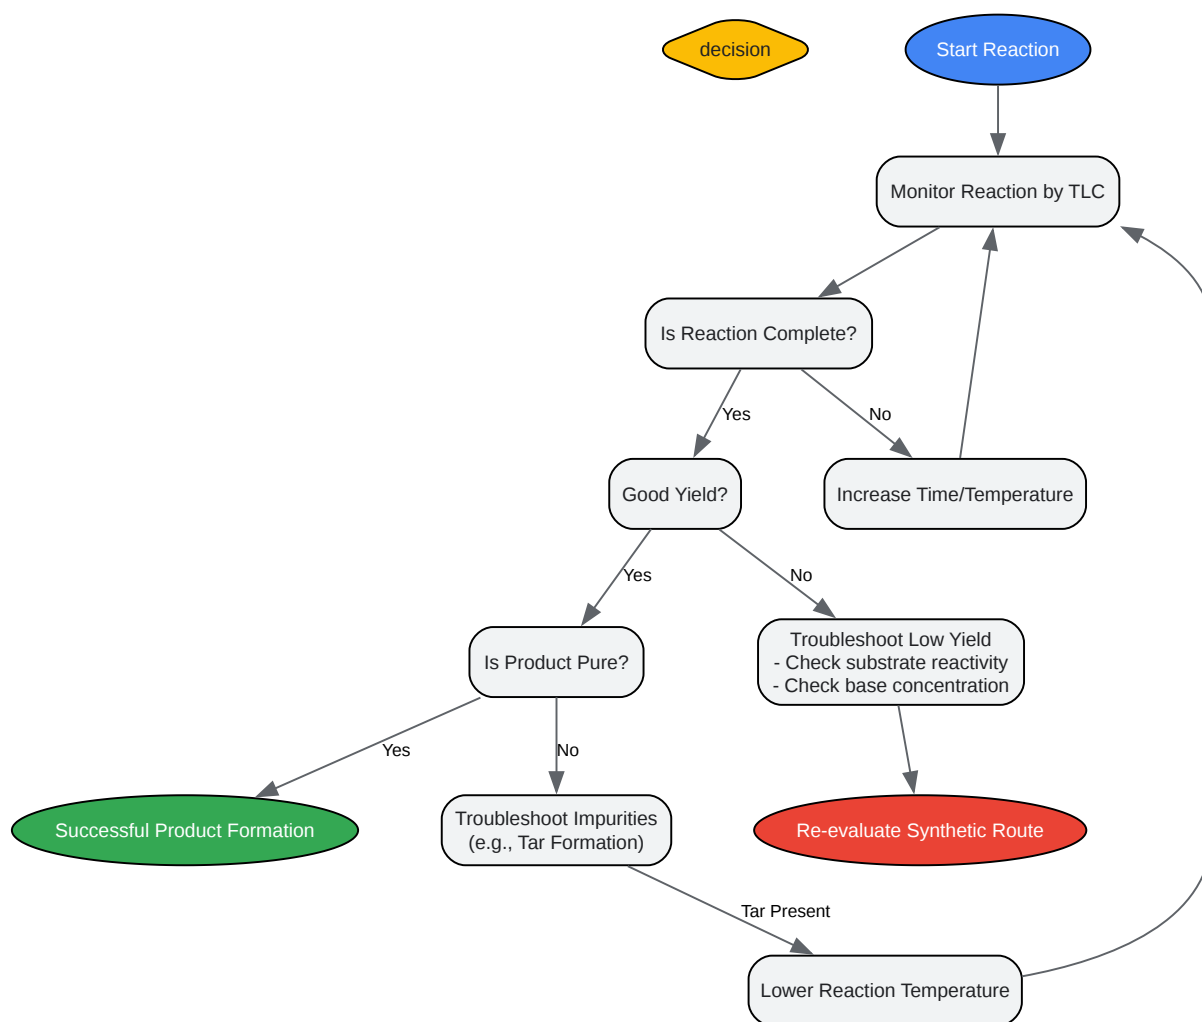 decision
Start Reaction
Monitor Reaction by TLC
Is Reaction Complete?
Yes
No
Good Yield?
Increase Time/Temperature
Yes
No
Is Product Pure?
Troubleshoot Low Yield
- Check substrate reactivity
- Check base concentration
Yes
No
Successful Product Formation
Troubleshoot Impurities
(e.g., Tar Formation)
Re-evaluate Synthetic Route
Tar Present
Lower Reaction Temperature